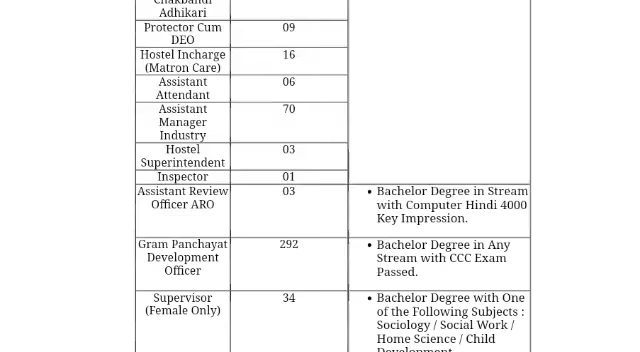 Chakbandi
Adhikari
Protector Cum
DEO
09
Hostel Incharge
(Matron Care)
16
Assistant
Attendant
06
Assistant
Manager
Industry
70
Hostel
Superintendent
03
Inspector
01
Assistant Review
Officer ARO
03
• Bachelor Degree in Stream
with Computer Hindi 4000
Key Impression.
Gram Panchayat
Development
Officer
292
• Bachelor Degree in Any
Stream with CCC Exam
Passed.
Supervisor
(Female Only)
34
• Bachelor Degree with One
of the Following Subjects :
Sociology / Social Work /
Home Science / Child
Development